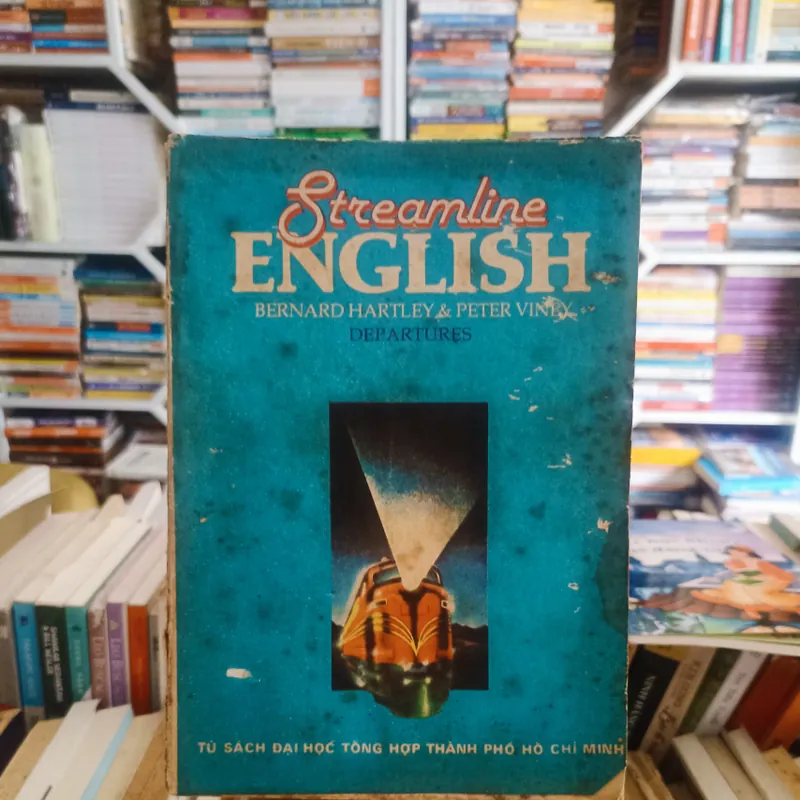 Streamline
ENGLISH
BERNARD HARTLEY & PETER VINEY
DEPARTURES
TỦ SÁCH ĐẠI HỌC TỔNG HỢP THÀNH PHỐ HỒ CHÍ MINH